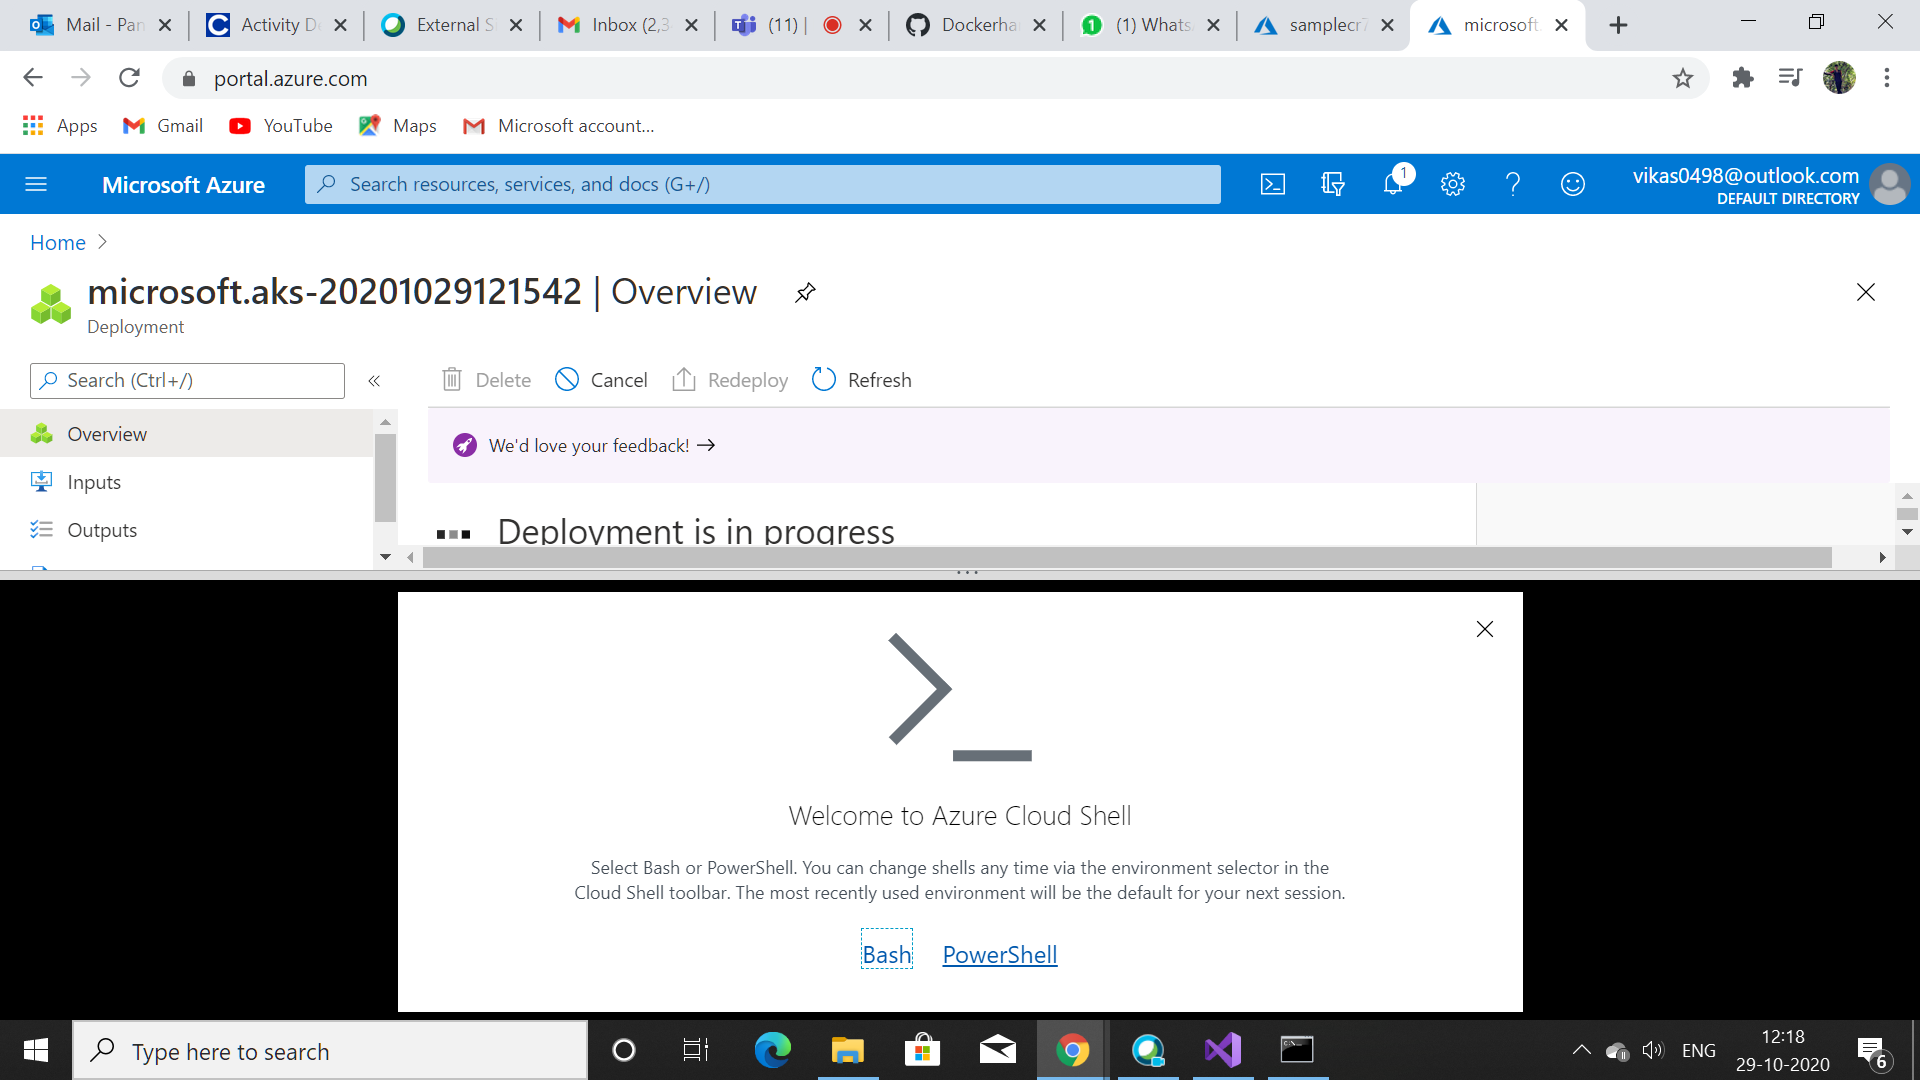 Mail - Pan
Activity De
External S
Inbox (2,3
(11) |
Dockerha
(1) Whats
samplecr7
microsoft.
portal.azure.com
Apps
Gmail
YouTube
Maps
Microsoft account...
Microsoft Azure
Search resources, services, and docs (G+/)
1
vikas0498@outlook.com
DEFAULT DIRECTORY
Home
microsoft.aks-20201029121542 | Overview
Deployment
Search (Ctrl+/)
«
Delete
Cancel
Redeploy
Refresh
Overview
Inputs
Outputs
We'd love your feedback! →
Deployment is in progress
Welcome to Azure Cloud Shell
Select Bash or PowerShell. You can change shells any time via the environment selector in the
Cloud Shell toolbar. The most recently used environment will be the default for your next session.
Bash
PowerShell
Type here to search
ENG
12:18
29-10-2020
6